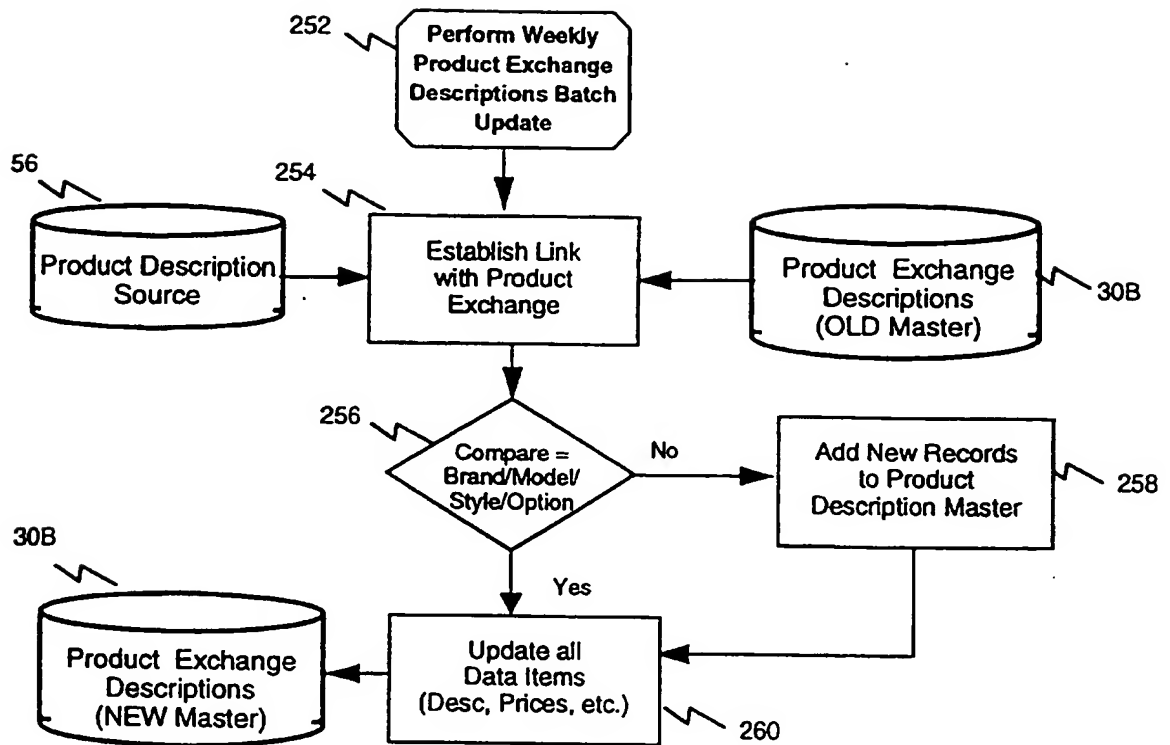 252
Perform Weekly
Product Exchange
Descriptions Batch
Update
56
254
Product Description
Source
Establish Link
with Product
Exchange
Product Exchange
Descriptions
(OLD Master)
30B
256
Compare =
Brand/Model/
Style/Option
No
Add New Records
to Product
Description Master
258
30B
Yes
Product Exchange
Descriptions
(NEW Master)
Update all
Data Items
(Desc, Prices, etc.)
260